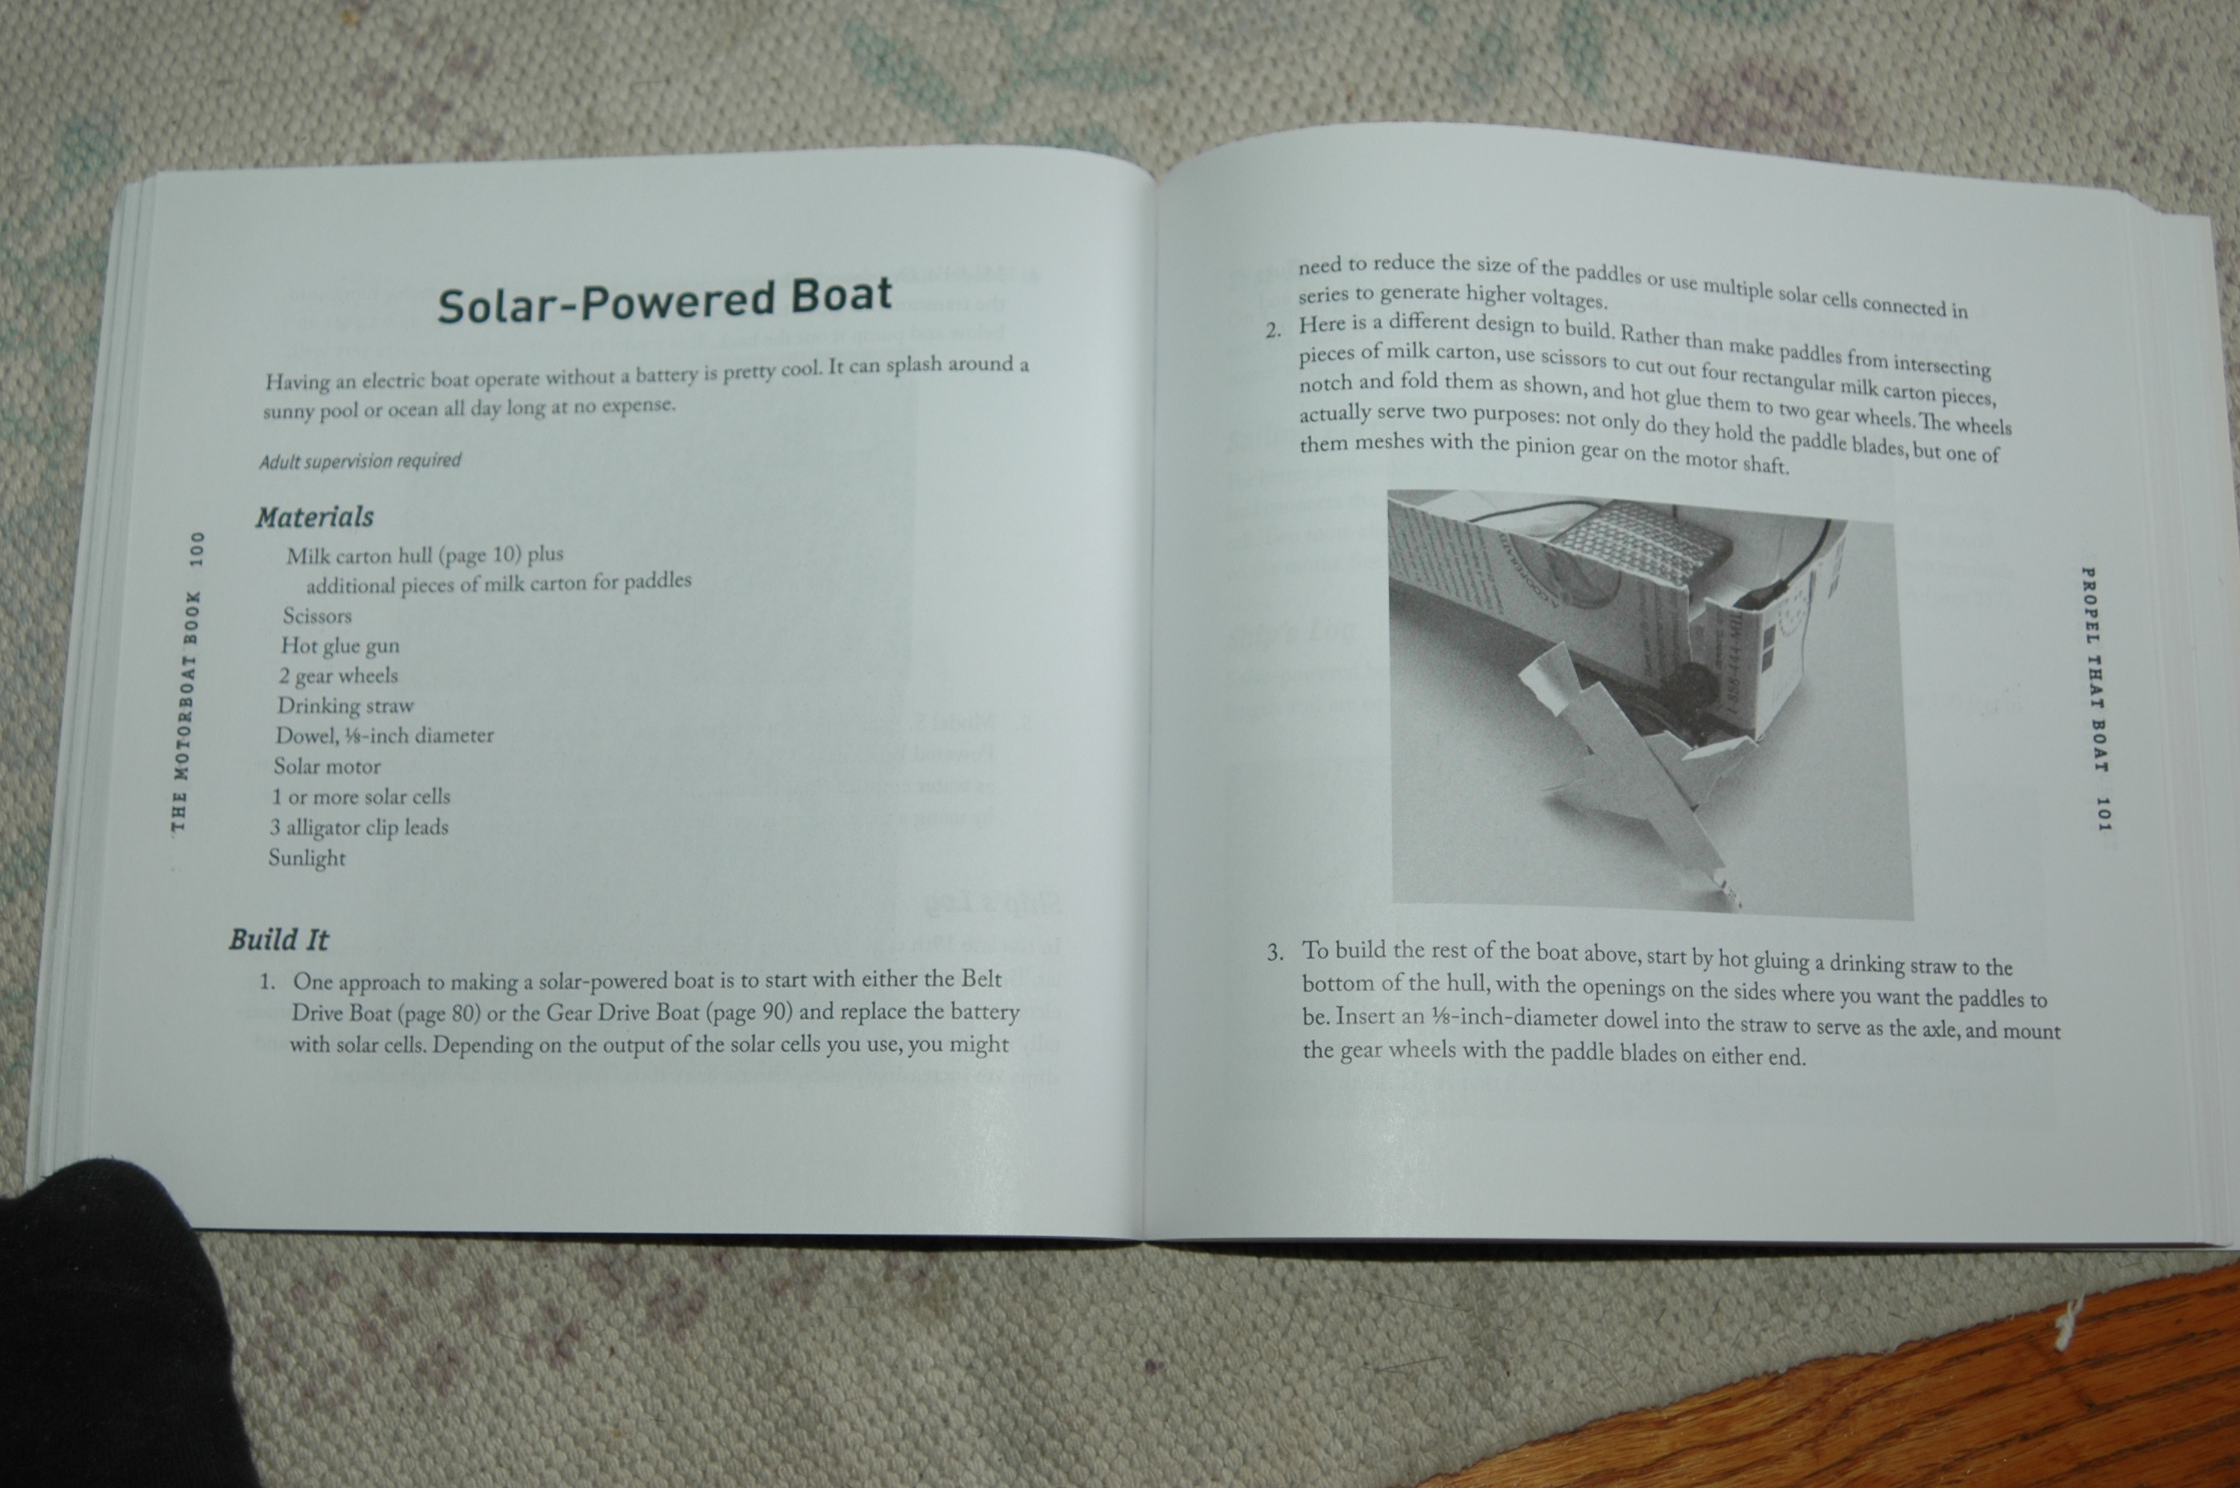 THE MOTORBOAT BOOK 100
Solar-Powered Boat
Having an electric boat operate without a battery is pretty cool. It can splash around a
sunny pool or ocean all day long at no expense.
Adult supervision required
Materials
Milk carton hull (page 10) plus
additional pieces of milk carton for paddles
Scissors
Hot glue gun
2 gear wheels
Drinking straw
Dowel, ⅛-inch diameter
Solar motor
1 or more solar cells
3 alligator clip leads
Sunlight
Build It
1. One approach to making a solar-powered boat is to start with either the Belt
Drive Boat (page 80) or the Gear Drive Boat (page 90) and replace the battery
with solar cells. Depending on the output of the solar cells you use, you might
need to reduce the size of the paddles or use multiple solar cells connected in
series to generate higher voltages.
2. Here is a different design to build. Rather than make paddles from intersecting
pieces of milk carton, use scissors to cut out four rectangular milk carton pieces,
notch and fold them as shown, and hot glue them to two gear wheels. The wheels
actually serve two purposes: not only do they hold the paddle blades, but one of
them meshes with the pinion gear on the motor shaft.
1-888-444-MIL
A COOPERATIV
3. To build the rest of the boat above, start by hot gluing a drinking straw to the
bottom of the hull, with the openings on the sides where you want the paddles to
be. Insert an ⅛-inch-diameter dowel into the straw to serve as the axle, and mount
the gear wheels with the paddle blades on either end.
PROPEL THAT BOAT 101